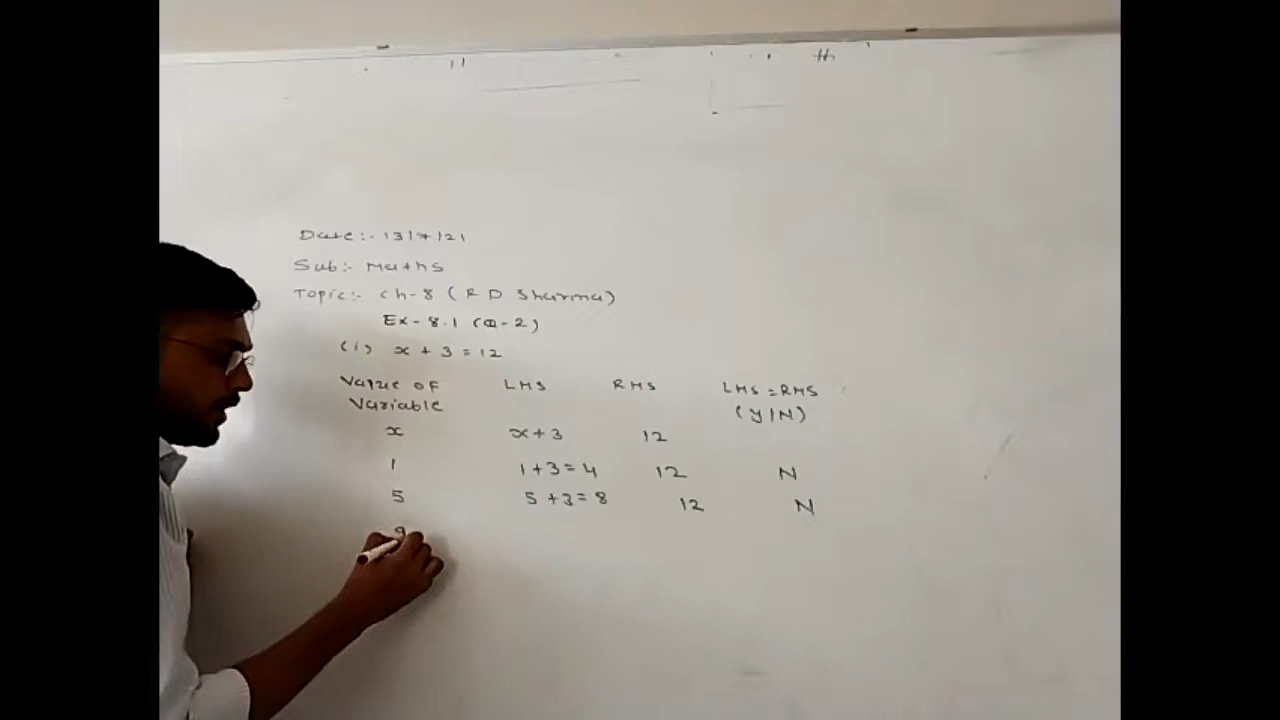 Date:- 13/7/21
Sub:- Maths
Topic:- Ch-8 (R D Sharma)
Ex-8.1 (Q-2)
(i) x + 3 = 12
Value of Variable LHS RHS LHS = RHS (Y/N)
x x+3 12
1 1+3=4 12 N
5 5+3=8 12 N
9